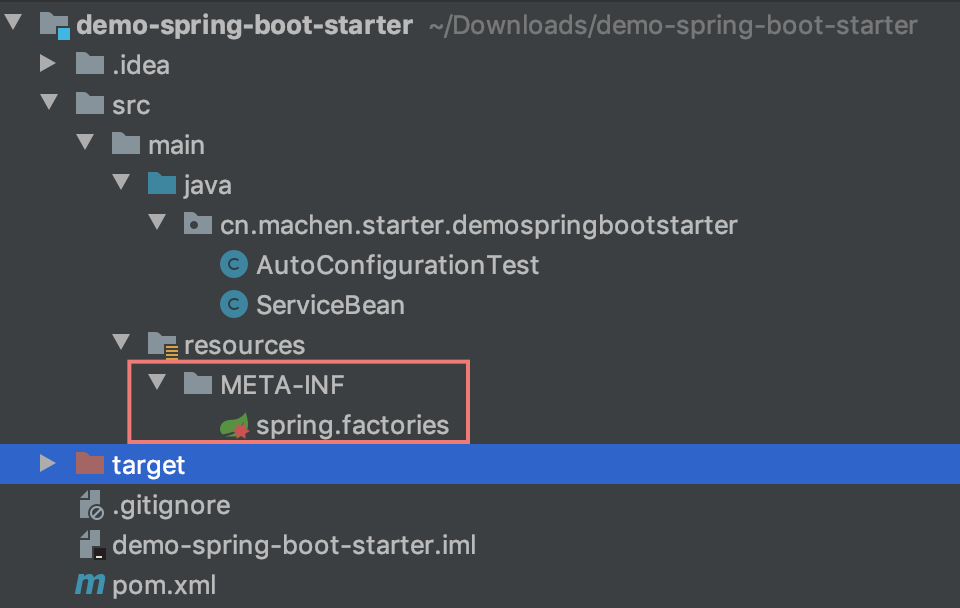 demo-spring-boot-starter ~/Downloads/demo-spring-boot-starter
.idea
src
main
java
cn.machen.starter.demospringbootstarter
C AutoConfigurationTest
C ServiceBean
resources
META-INF
spring.factories
target
.gitignore
demo-spring-boot-starter.iml
m pom.xml